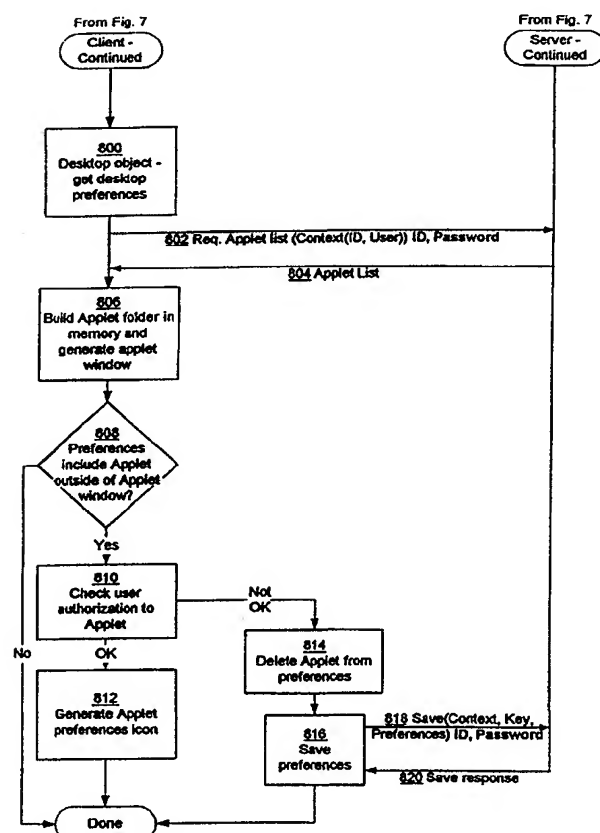 From Fig. 7
From Fig. 7
Client -
Continued
Server -
Continued
800
Desktop object -
get desktop
preferences
802 Req. Applet list (Context(ID, User)) ID, Password
804 Applet List
806
Build Applet folder in
memory and
generate applet
window
808
Preferences
include Applet
outside of Applet
window?
Yes
810
Check user
authorization to
Applet
Not
OK
No
OK
814
Delete Applet from
preferences
812
Generate Applet
preferences icon
818 Save(Context, Key,
Preferences) ID, Password
816
Save
preferences
820 Save response
Done